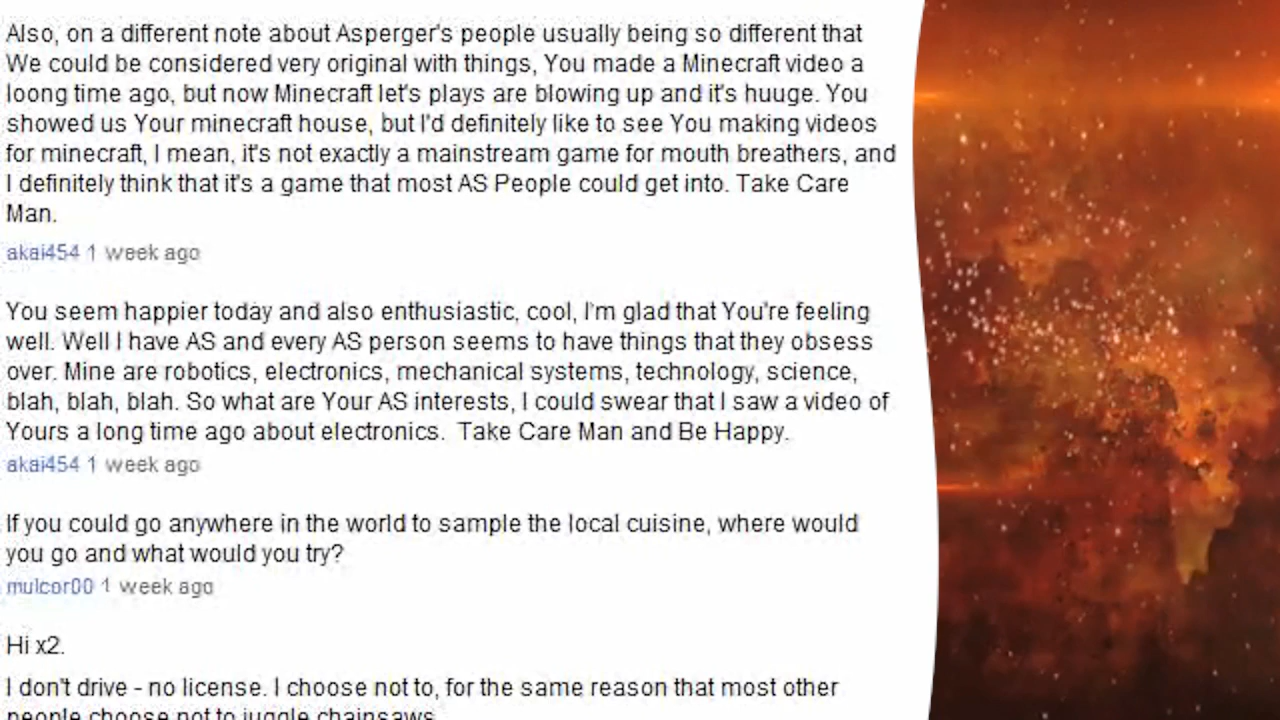 Also, on a different note about Asperger's people usually being so different that
We could be considered very original with things, You made a Minecraft video a
loong time ago, but now Minecraft let's plays are blowing up and it's huuge. You
showed us Your minecraft house, but I'd definitely like to see You making videos
for minecraft, I mean, it's not exactly a mainstream game for mouth breathers, and
I definitely think that it's a game that most AS People could get into. Take Care
Man.
akai454 1 week ago
You seem happier today and also enthusiastic, cool, I'm glad that You're feeling
well. Well I have AS and every AS person seems to have things that they obsess
over. Mine are robotics, electronics, mechanical systems, technology, science,
blah, blah, blah. So what are Your AS interests, I could swear that I saw a video of
Yours a long time ago about electronics.  Take Care Man and Be Happy.
akai454 1 week ago
If you could go anywhere in the world to sample the local cuisine, where would
you go and what would you try?
mulcor00 1 week ago
Hi x2.
I don't drive - no license. I choose not to, for the same reason that most other
people choose not to juggle chainsaws